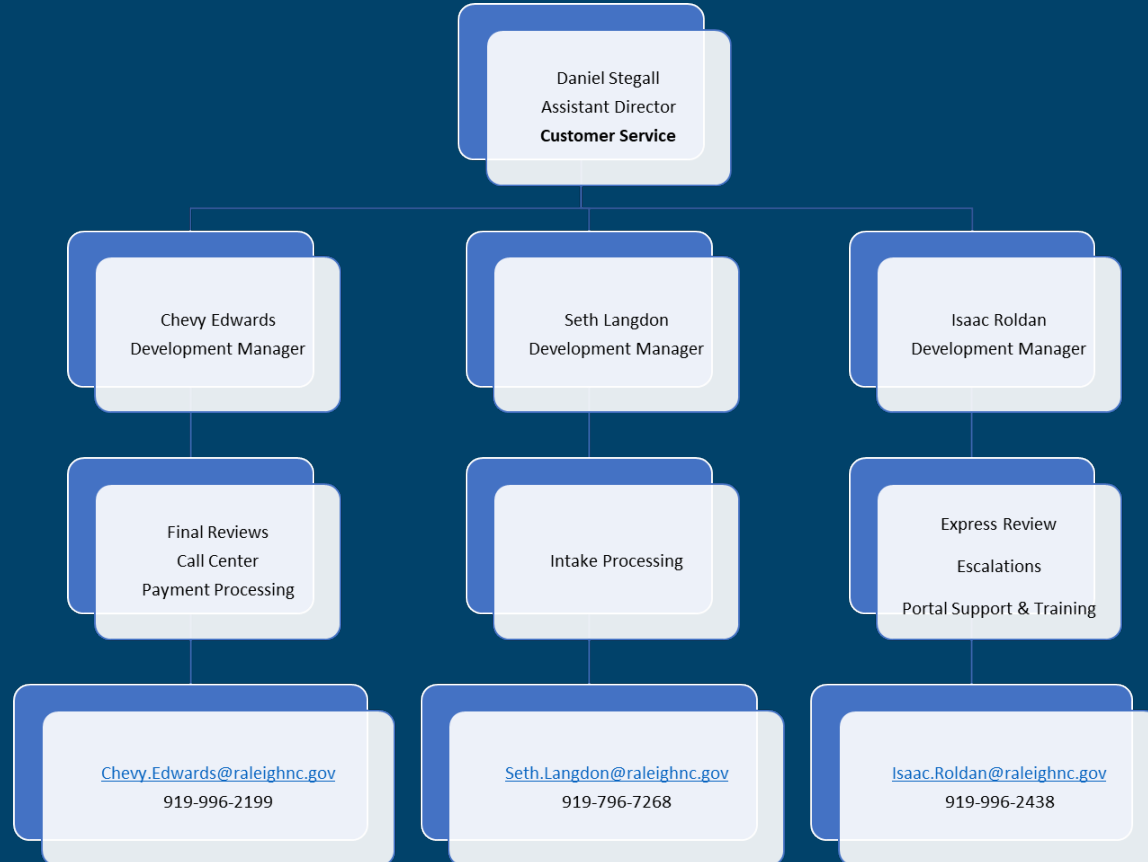 Daniel Stegall
Assistant Director
Customer Service
Chevy Edwards
Development Manager
Seth Langdon
Development Manager
Isaac Roldan
Development Manager
Final Reviews
Call Center
Payment Processing
Intake Processing
Express Review
Escalations
Portal Support & Training
Chevy.Edwards@raleighnc.gov
919-996-2199
Seth.Langdon@raleighnc.gov
919-796-7268
Isaac.Roldan@raleighnc.gov
919-996-2438